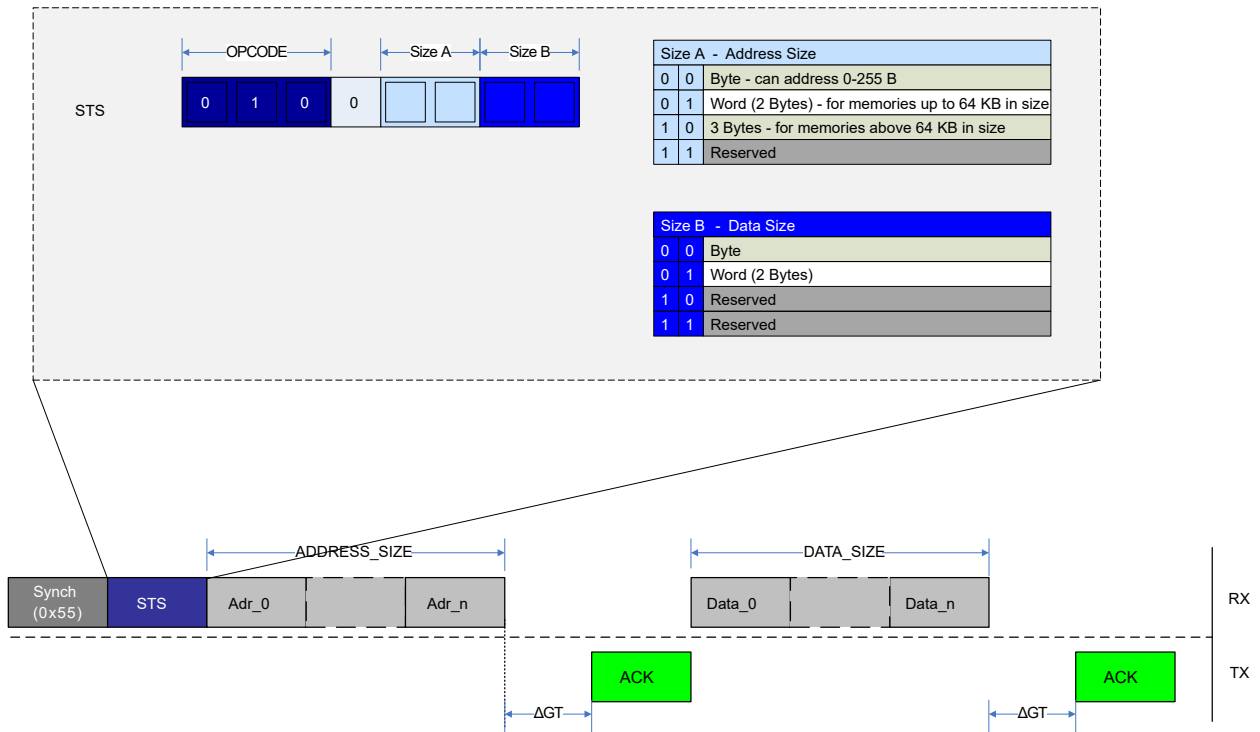 OPCODE Size A Size B
STS 0 1 0 0
Size A - Address Size
0 0 Byte - can address 0-255 B
0 1 Word (2 Bytes) - for memories up to 64 KB in size
1 0 3 Bytes - for memories above 64 KB in size
1 1 Reserved
Size B - Data Size
0 0 Byte
0 1 Word (2 Bytes)
1 0 Reserved
1 1 Reserved
ADDRESS_SIZE DATA_SIZE
Synch
(0x55)
STS Adr_0 Adr_n Data_0 Data_n RX
ACK ACK TX
ΔGT ΔGT